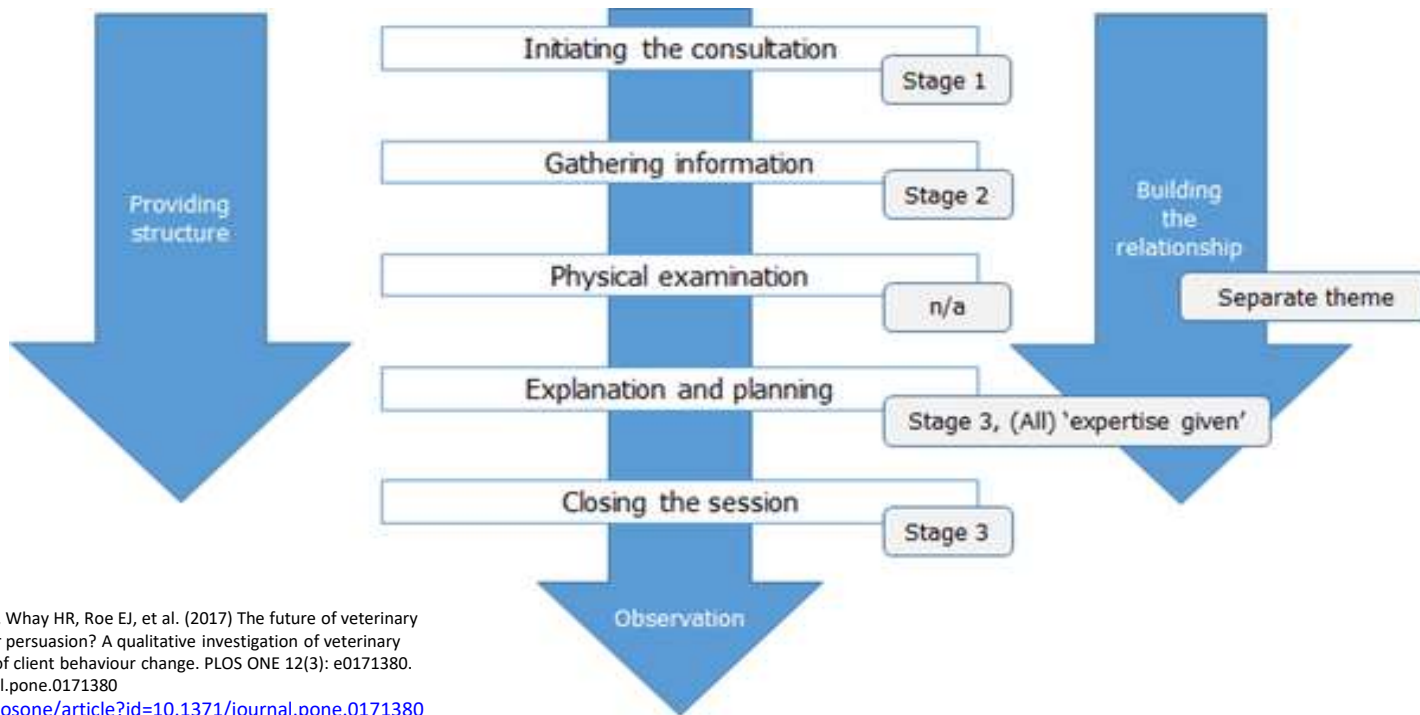 Initiating the consultation
Stage 1
Gathering information
Stage 2
Providing
structure
Building
the
relationship
Physical examination
n/a
Separate theme
Explanation and planning
Stage 3, (All) ‘expertise given’
Closing the session
Stage 3
Observation
Whay HR, Roe EJ, et al. (2017) The future of veterinary
persuasion? A qualitative investigation of veterinary
of client behaviour change. PLOS ONE 12(3): e0171380.
l.pone.0171380
osone/article?id=10.1371/journal.pone.0171380